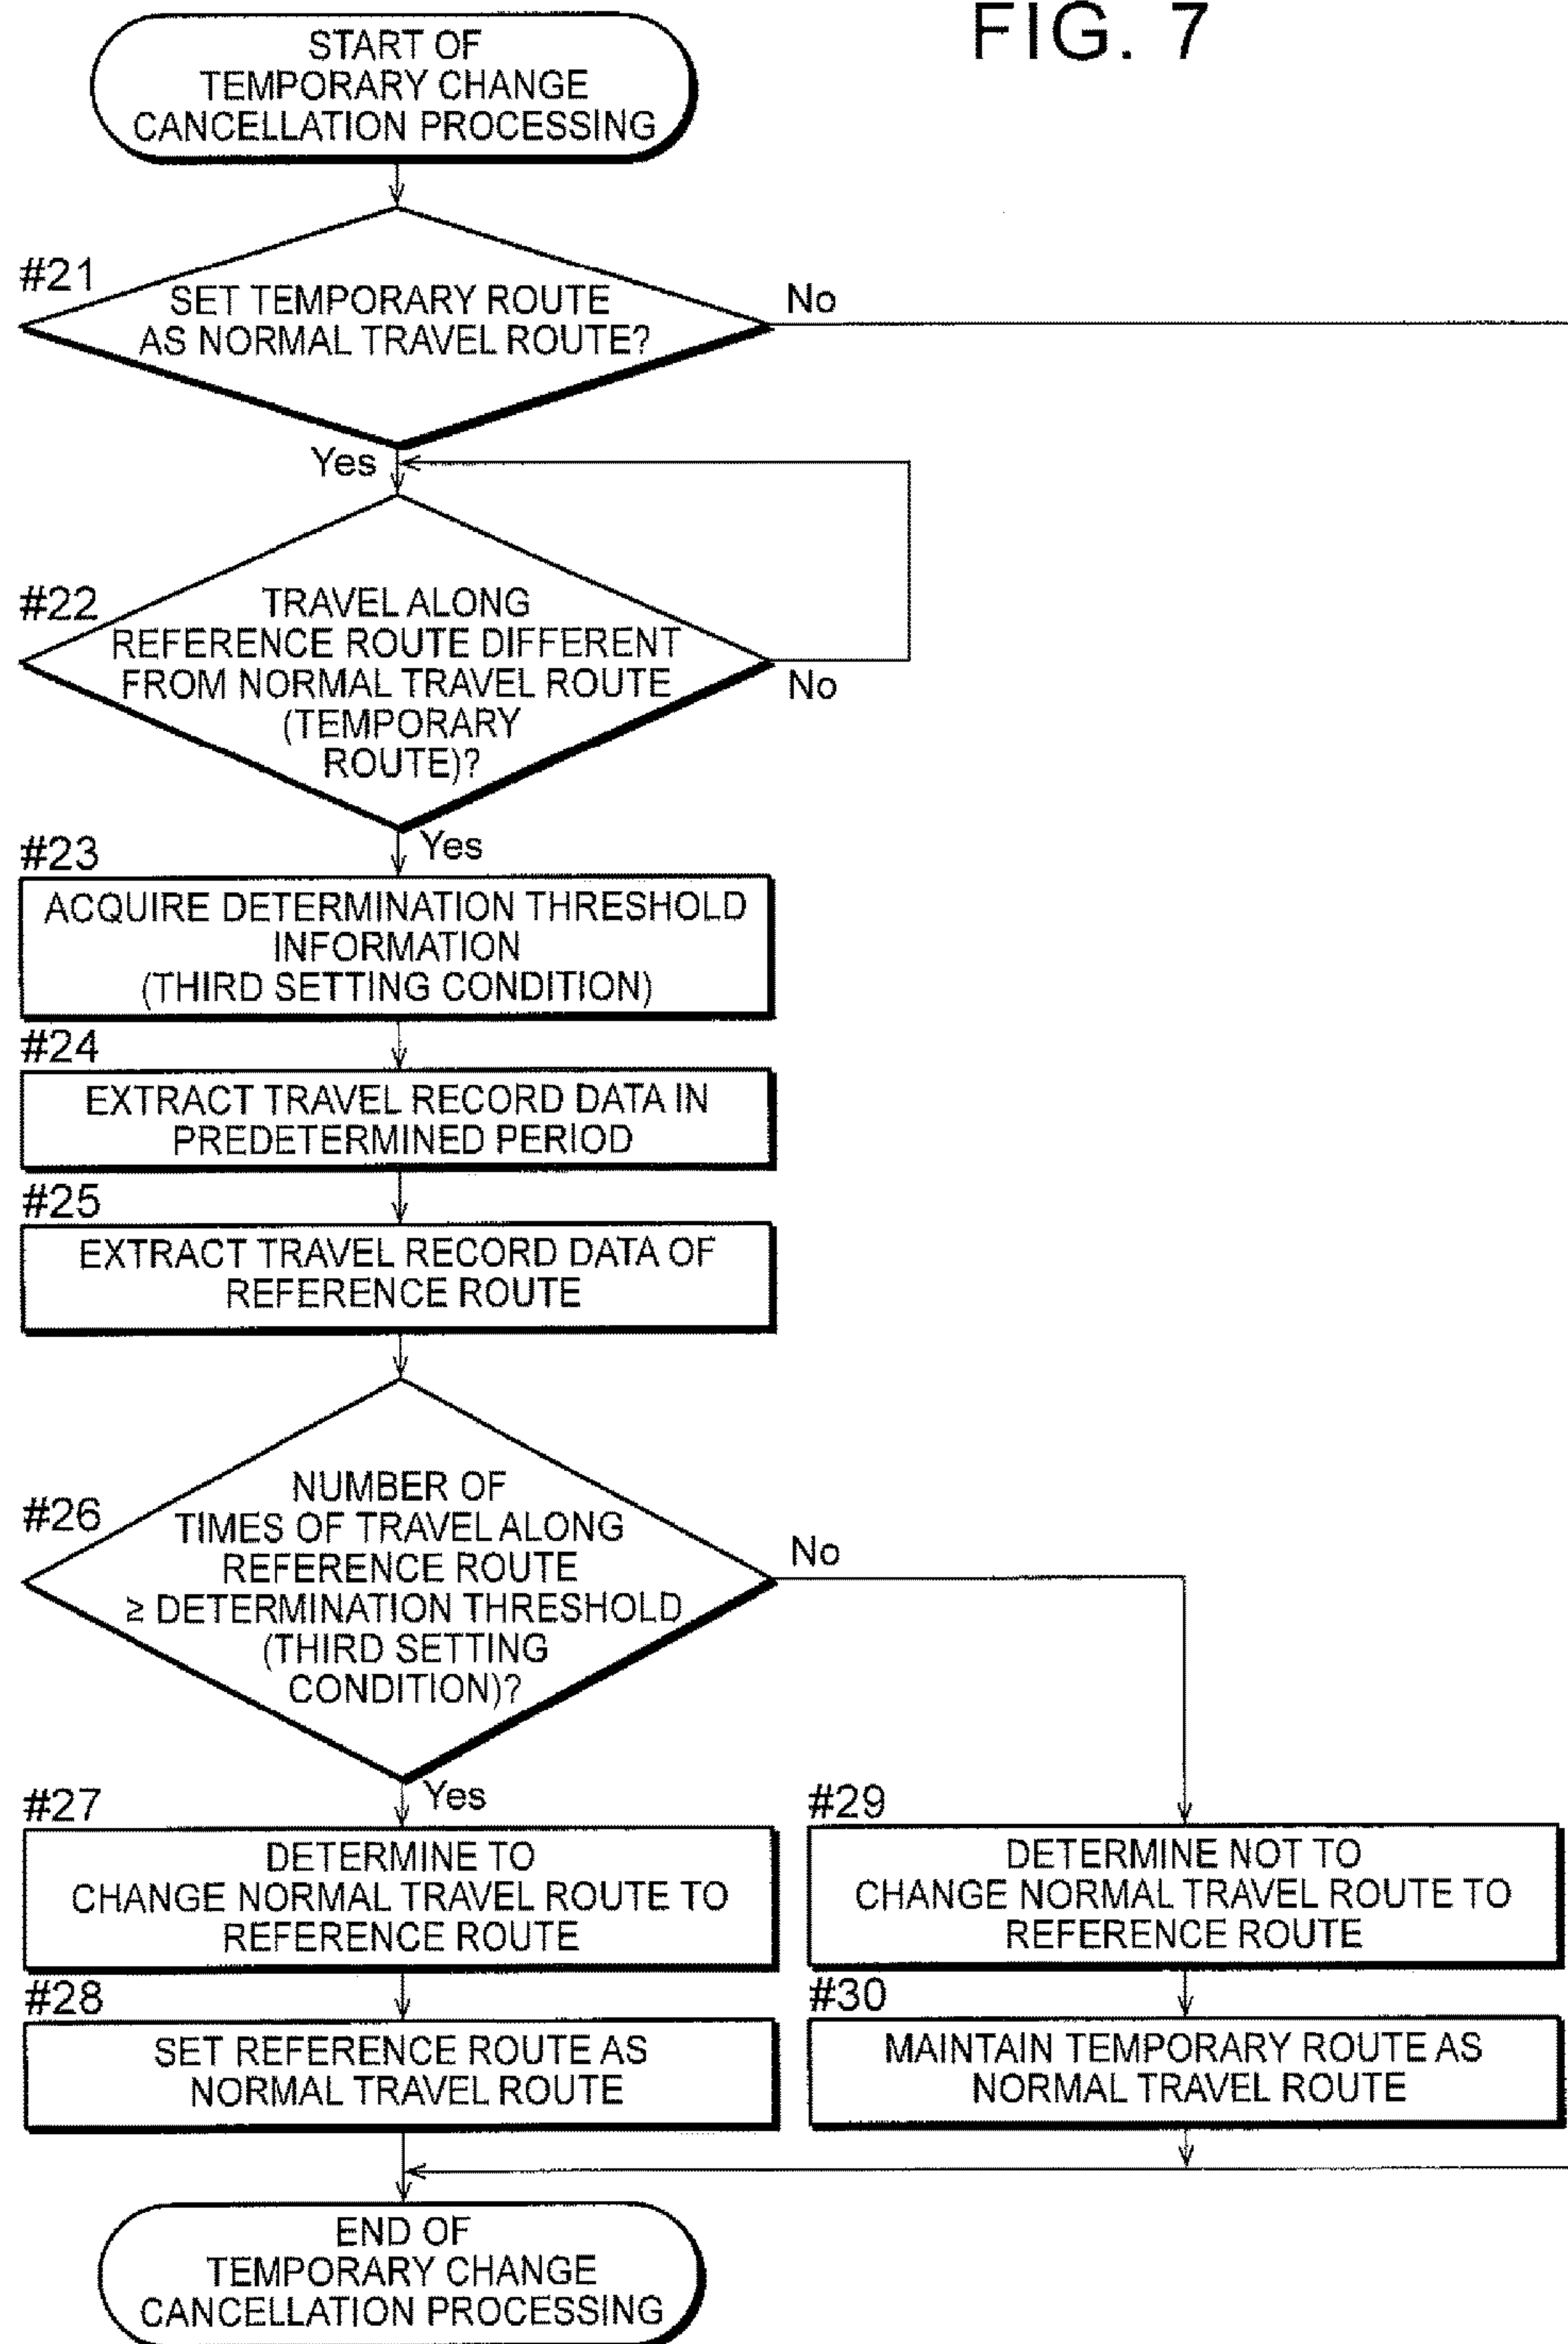 FIG. 7
START OF
TEMPORARY CHANGE
CANCELLATION PROCESSING
#21
SET TEMPORARY ROUTE
AS NORMAL TRAVEL ROUTE?
No
Yes
#22
TRAVEL ALONG
REFERENCE ROUTE DIFFERENT
FROM NORMAL TRAVEL ROUTE
(TEMPORARY
ROUTE)?
No
Yes
#23
ACQUIRE DETERMINATION THRESHOLD
INFORMATION
(THIRD SETTING CONDITION)
#24
EXTRACT TRAVEL RECORD DATA IN
PREDETERMINED PERIOD
#25
EXTRACT TRAVEL RECORD DATA OF
REFERENCE ROUTE
#26
NUMBER OF
TIMES OF TRAVEL ALONG
REFERENCE ROUTE
≥ DETERMINATION THRESHOLD
(THIRD SETTING
CONDITION)?
No
Yes
#27
DETERMINE TO
CHANGE NORMAL TRAVEL ROUTE TO
REFERENCE ROUTE
#28
SET REFERENCE ROUTE AS
NORMAL TRAVEL ROUTE
#29
DETERMINE NOT TO
CHANGE NORMAL TRAVEL ROUTE TO
REFERENCE ROUTE
#30
MAINTAIN TEMPORARY ROUTE AS
NORMAL TRAVEL ROUTE
END OF
TEMPORARY CHANGE
CANCELLATION PROCESSING